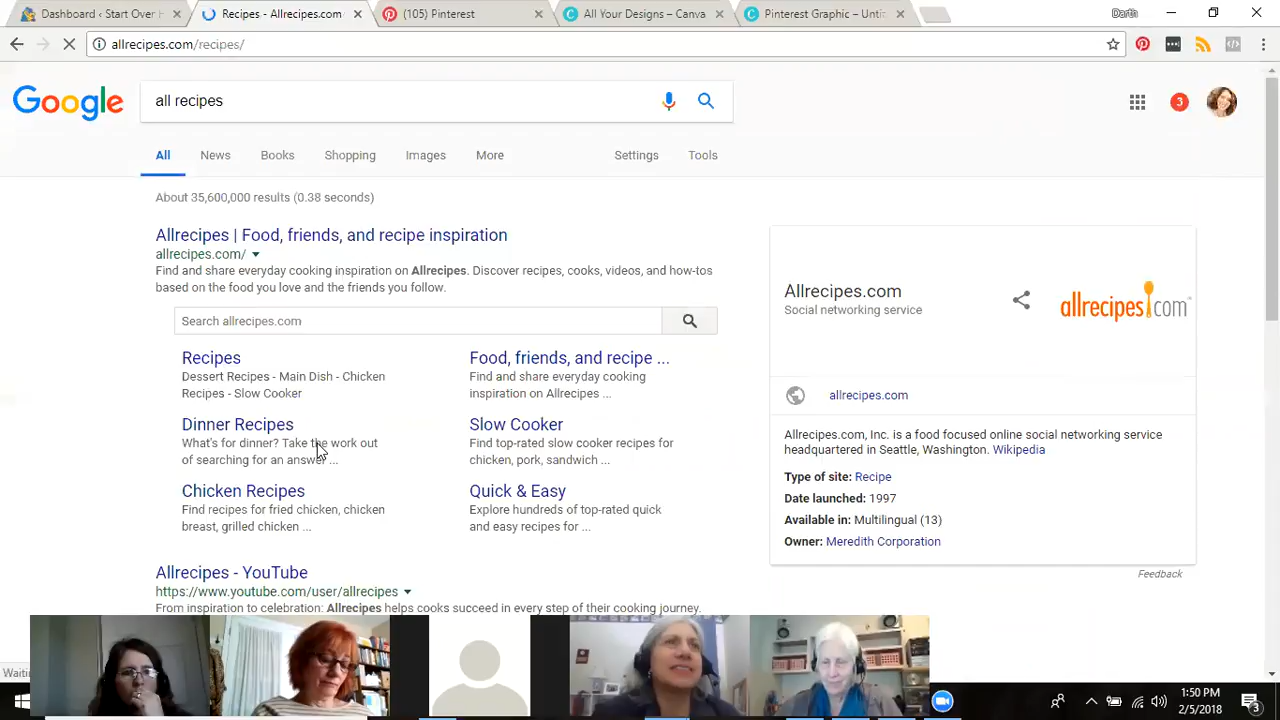 Dashboard ‹ Start Over H
Recipes - Allrecipes.com
(105) Pinterest
All Your Designs – Canva
Pinterest Graphic – Untit
Darth
allrecipes.com/recipes/
Google
all recipes
3
All
News
Books
Shopping
Images
More
Settings
Tools
About 35,600,000 results (0.38 seconds)
Allrecipes | Food, friends, and recipe inspiration
allrecipes.com/
Find and share everyday cooking inspiration on Allrecipes. Discover recipes, cooks, videos, and how-tos
based on the food you love and the friends you follow.
Search allrecipes.com
Recipes
Dessert Recipes - Main Dish - Chicken
Recipes - Slow Cooker
Food, friends, and recipe ...
Find and share everyday cooking
inspiration on Allrecipes ...
Dinner Recipes
What's for dinner? Take the work out
of searching for an answer ...
Slow Cooker
Find top-rated slow cooker recipes for
chicken, pork, sandwich ...
Chicken Recipes
Find recipes for fried chicken, chicken
breast, grilled chicken ...
Quick & Easy
Explore hundreds of top-rated quick
and easy recipes for ...
Allrecipes - YouTube
https://www.youtube.com/user/allrecipes
From inspiration to celebration: Allrecipes helps cooks succeed in every step of their cooking journey.
Allrecipes.com
Social networking service
allrecipes.com
allrecipes.com
Allrecipes.com, Inc. is a food focused online social networking service
headquartered in Seattle, Washington. Wikipedia
Type of site: Recipe
Date launched: 1997
Available in: Multilingual (13)
Owner: Meredith Corporation
Feedback
Waitin
1:50 PM
2/5/2018
3